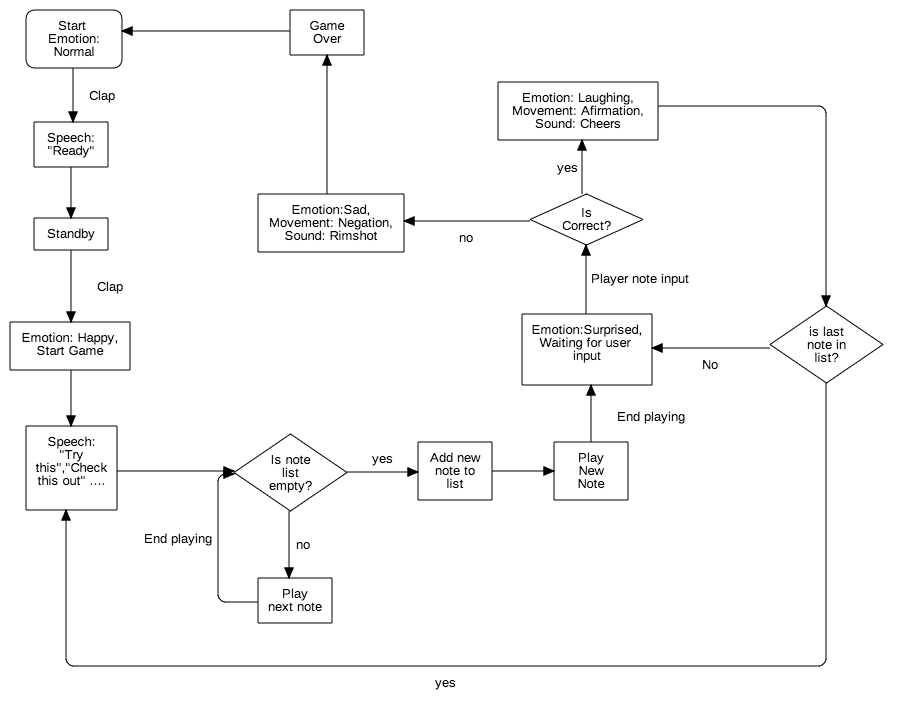 Start
Emotion:
Normal
Game
Over
Clap
Emotion: Laughing,
Movement: Afirmation,
Sound: Cheers
Speech:
"Ready"
yes
Emotion:Sad,
Movement: Negation,
Sound: Rimshot
no
Is
Correct?
Standby
Clap
Player note input
Emotion: Happy,
Start Game
Emotion:Surprised,
Waiting for user
input
No
is last
note in
list?
End playing
Speech:
"Try
this","Check
this out" ....
Is note
list
empty?
yes
Add new
note to
list
Play
New
Note
End playing
no
Play
next note
yes